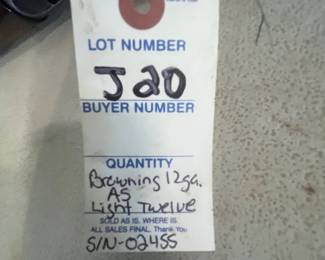 LOT NUMBER
J20
BUYER NUMBER
QUANTITY
Browning 12ga.
A5
Light Twelve
SOLD AS IS. WHERE IS.
ALL SALES FINAL. Thank You
S/N-02455